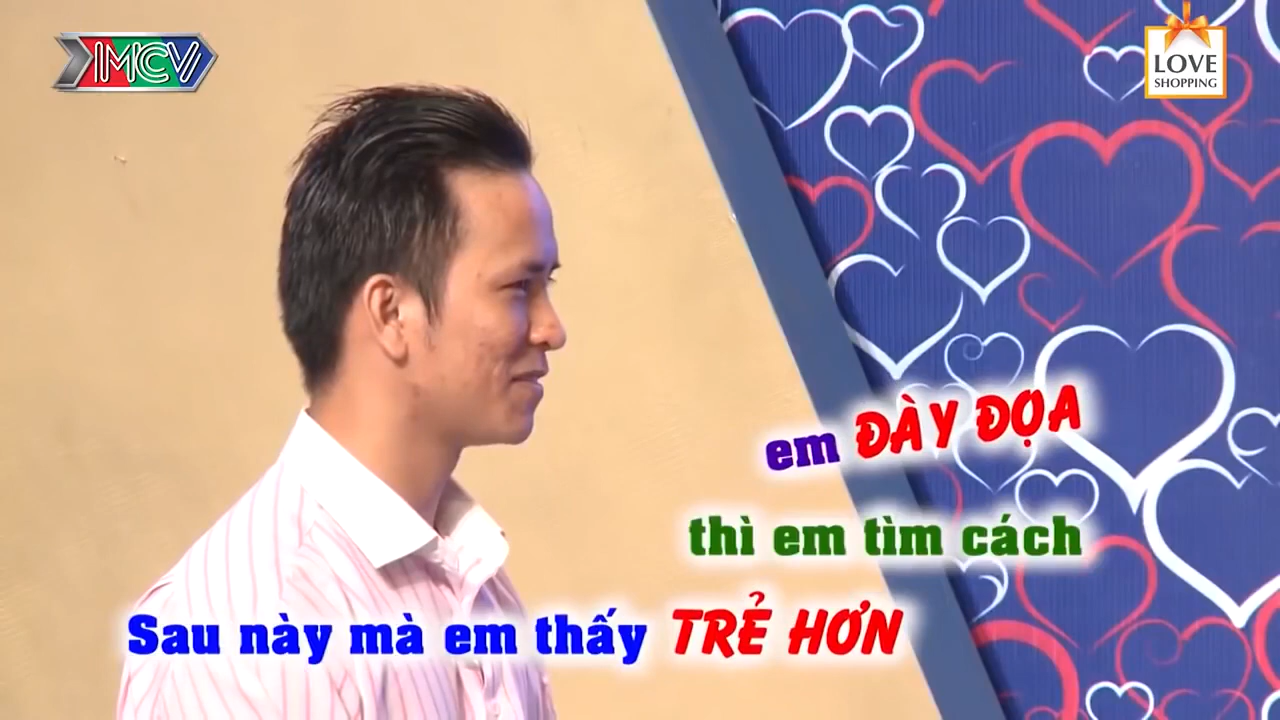 MCV
LOVE
SHOPPING
em ĐÀY ĐỌA
thì em tìm cách
Sau này mà em thấy TRẺ HƠN